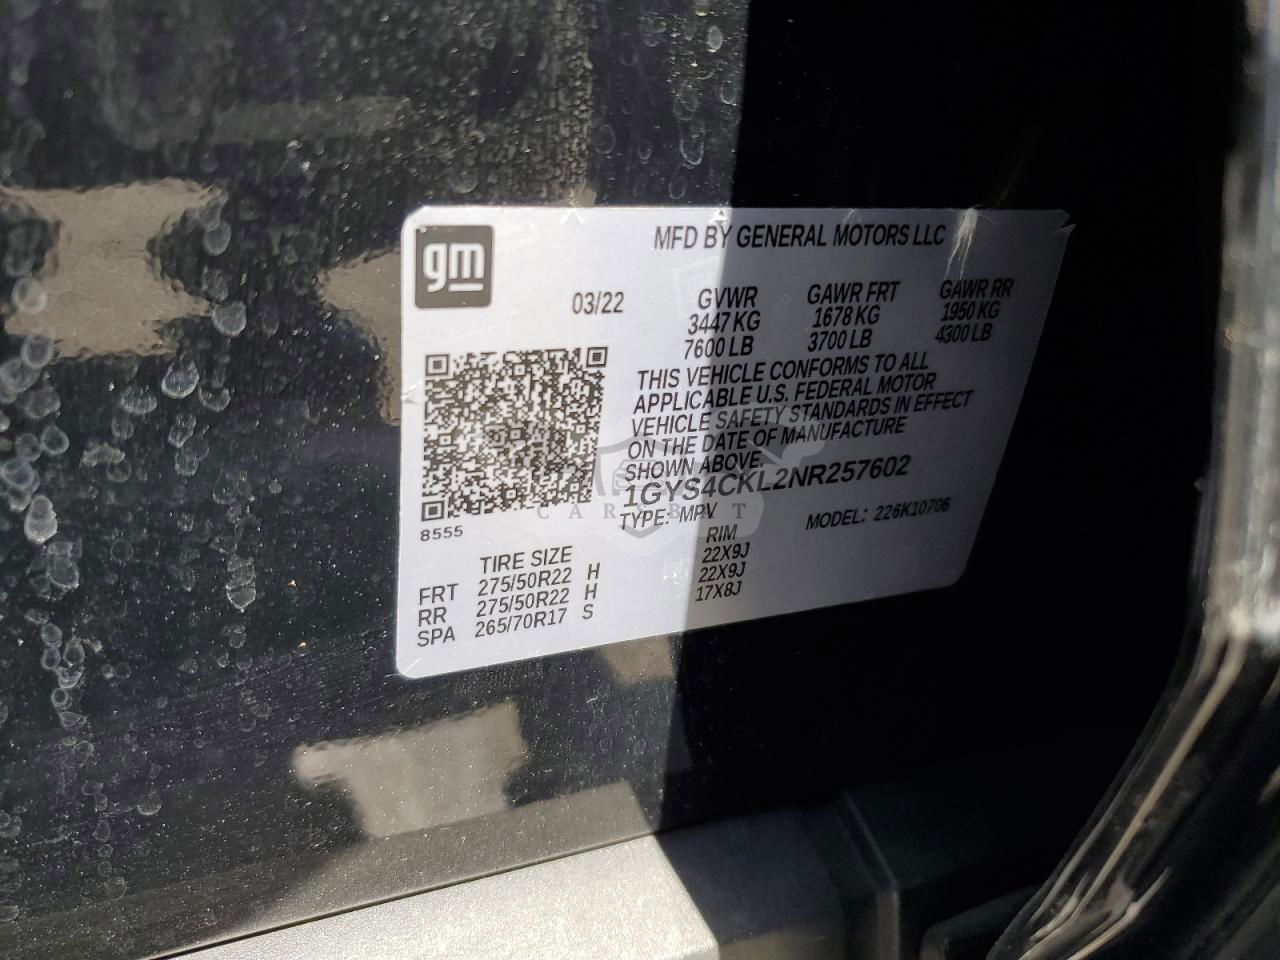 gm
MFD BY GENERAL MOTORS LLC
03/22
GVWR GAWR FRT GAWR RR
3447 KG 1678 KG 1950 KG
7600 LB 3700 LB 4300 LB
THIS VEHICLE CONFORMS TO ALL
APPLICABLE U.S. FEDERAL MOTOR
VEHICLE SAFETY STANDARDS IN EFFECT
ON THE DATE OF MANUFACTURE
SHOWN ABOVE.
1GYS4CKL2NR257602
TYPE: MPV MODEL: 226K10706
8555
TIRE SIZE RIM
FRT 275/50R22 H 22X9J
RR 275/50R22 H 22X9J
SPA 265/70R17 S 17X8J